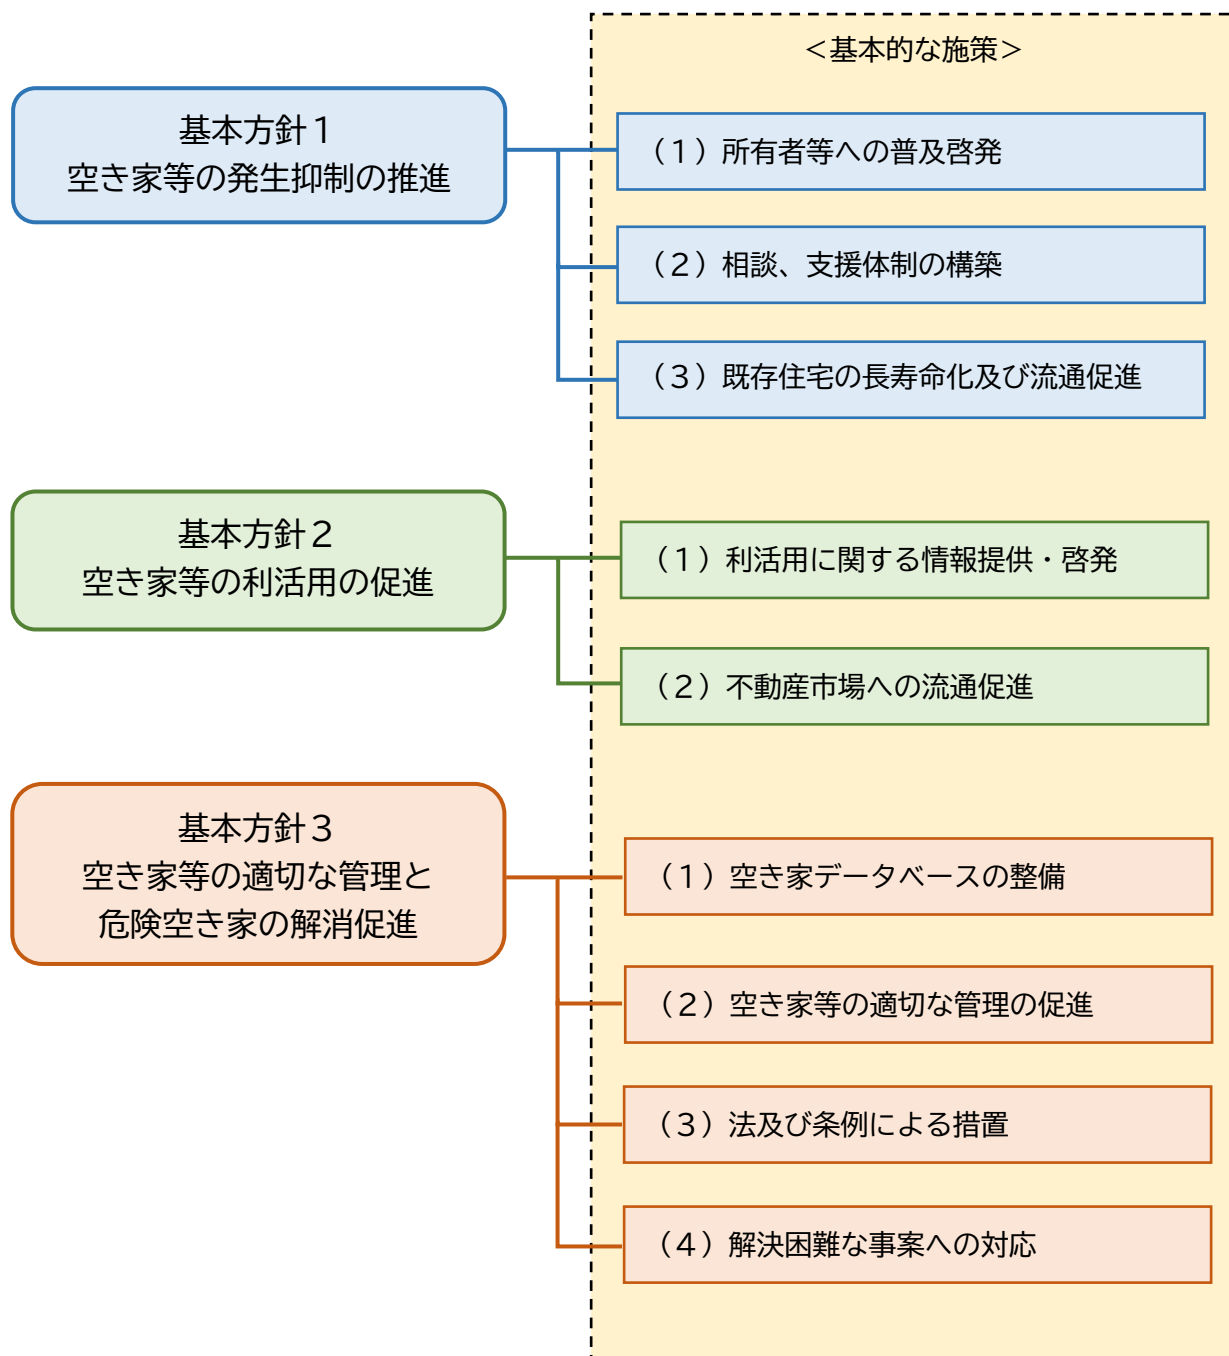 ＜基本的な施策＞
基本方針１
空き家等の発生抑制の推進
（１）所有者等への普及啓発
（２）相談、支援体制の構築
（３）既存住宅の長寿命化及び流通促進
基本方針２
空き家等の利活用の促進
（１）利活用に関する情報提供・啓発
（２）不動産市場への流通促進
基本方針３
空き家等の適切な管理と
危険空き家の解消促進
（１）空き家データベースの整備
（２）空き家等の適切な管理の促進
（３）法及び条例による措置
（４）解決困難な事案への対応